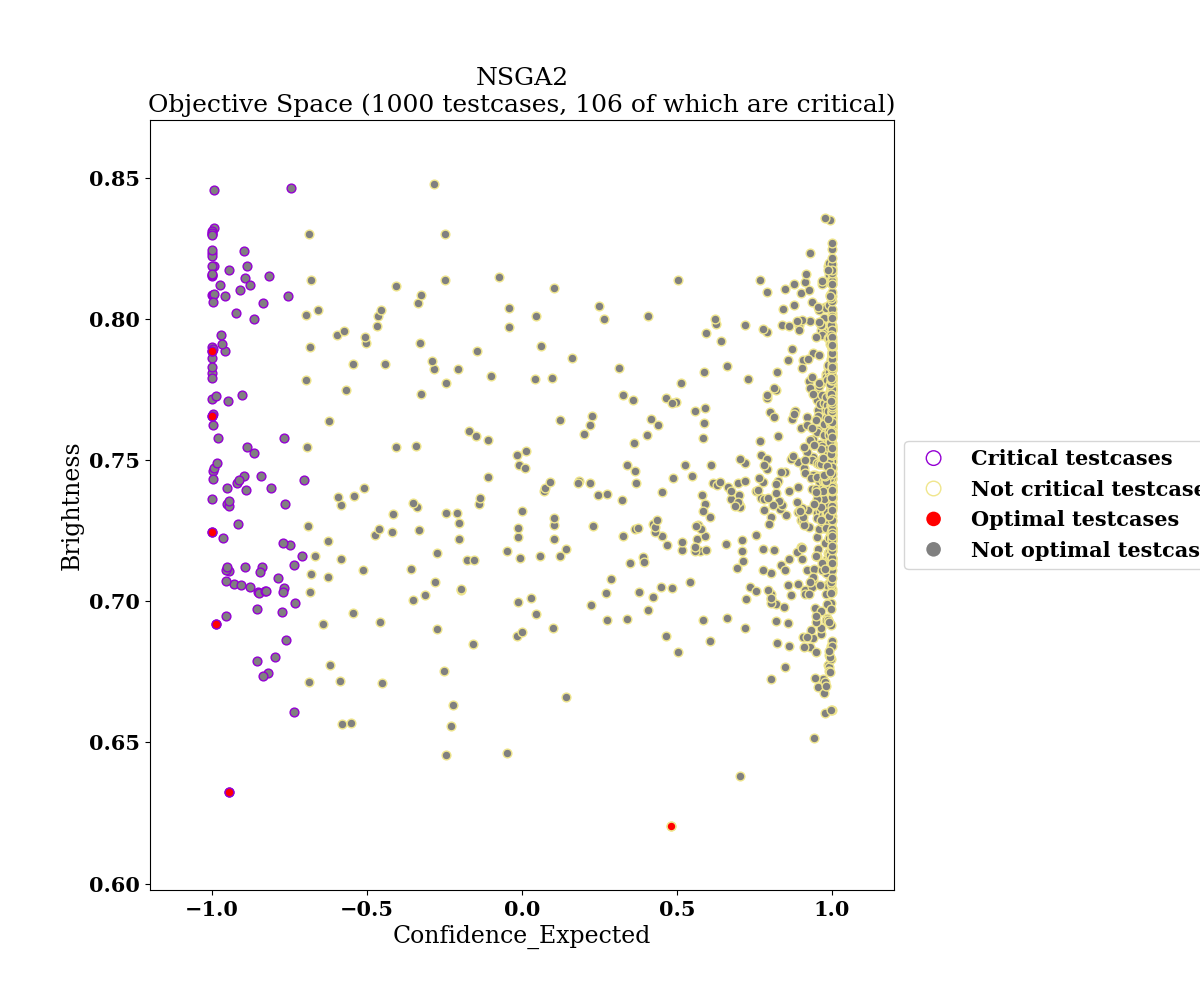 NSGA2
Objective Space (1000 testcases, 106 of which are critical)
0.85
0.80
0.75
0.70
0.65
0.60
Brightness
−1.0
−0.5
0.0
0.5
1.0
Confidence_Expected
Critical testcases
Not critical testcase
Optimal testcases
Not optimal testcas